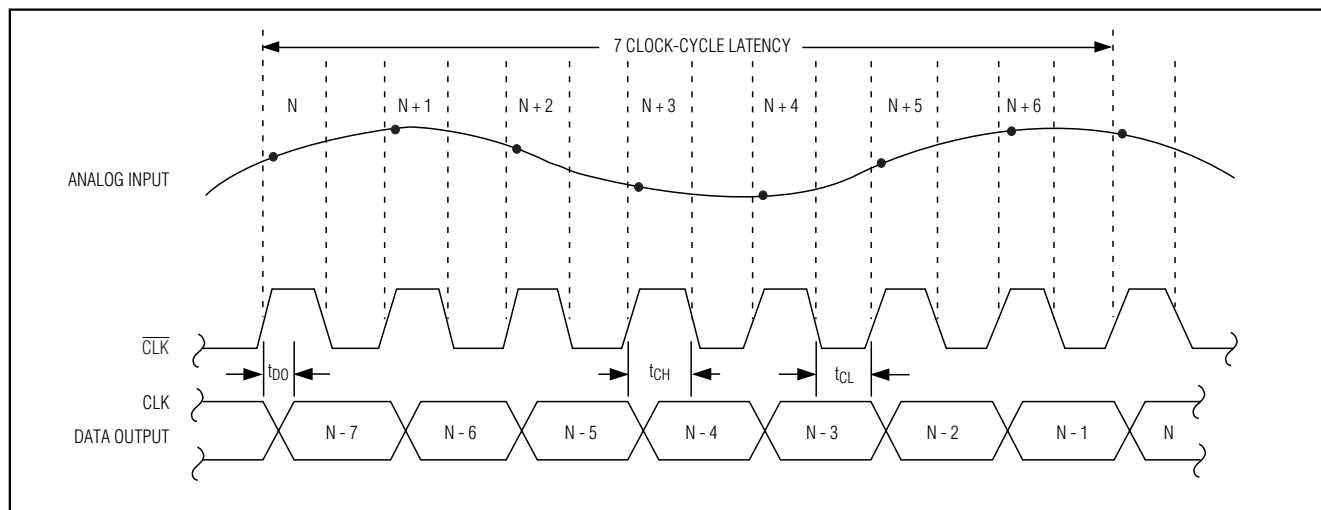 7 CLOCK-CYCLE LATENCY
N N + 1 N + 2 N + 3 N + 4 N + 5 N + 6
ANALOG INPUT
CLK
tDO tCH tCL
CLK
DATA OUTPUT N - 7 N - 6 N - 5 N - 4 N - 3 N - 2 N - 1 N